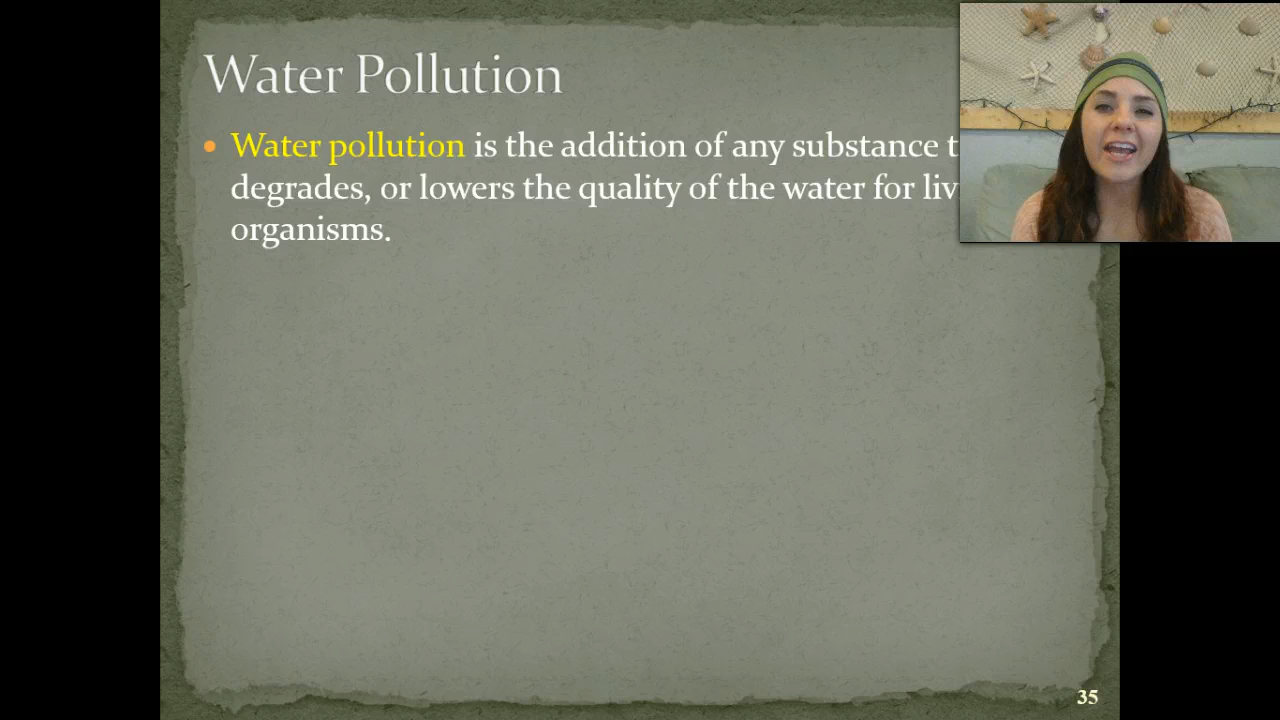 Water Pollution
• Water pollution is the addition of any substance t
degrades, or lowers the quality of the water for liv
organisms.
35